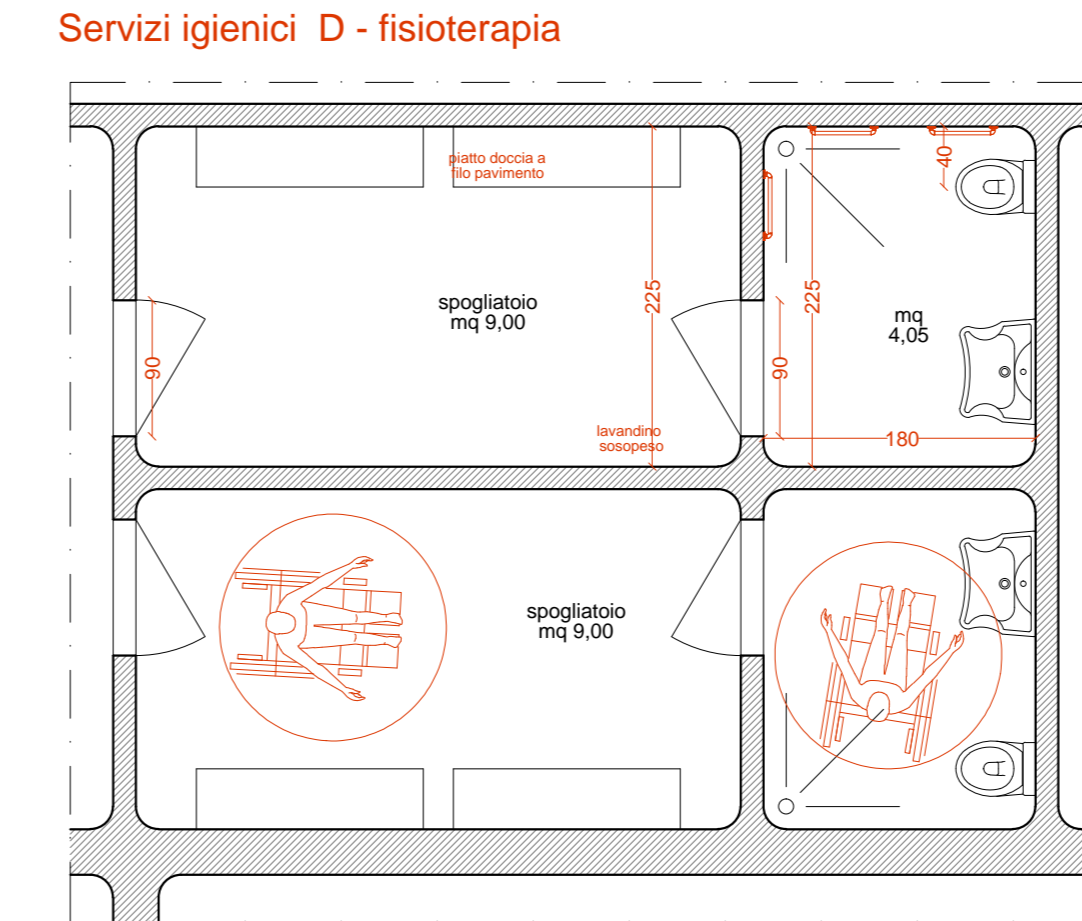 Servizi igienici D - fisioterapia
piatto doccia a
filo pavimento
40
spogliatoio
mq 9,00
225
225
mq
4,05
90
90
lavandino
sosopeso
180
spogliatoio
mq 9,00